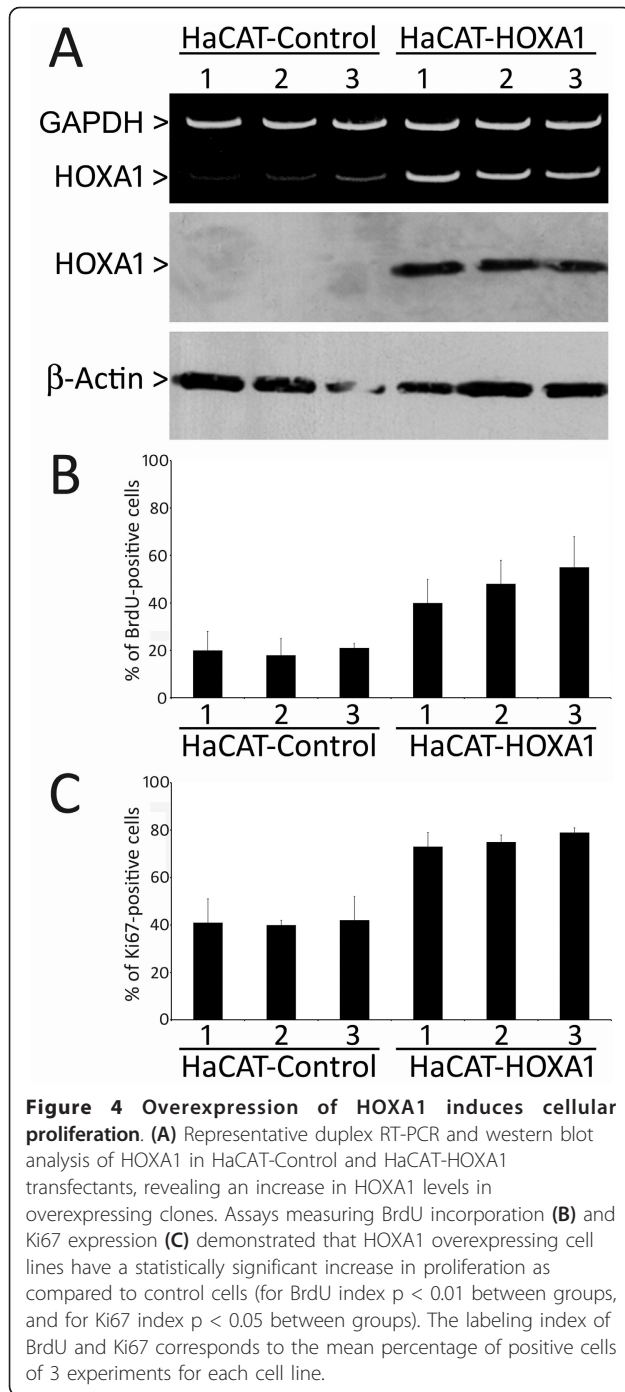 A
HaCAT-Control HaCAT-HOXA1
1 2 3 1 2 3
GAPDH >
HOXA1 >
HOXA1 >
β-Actin >
B
% of BrdU-positive cells
100
80
60
40
20
0
1 2 3 1 2 3
HaCAT-Control HaCAT-HOXA1
C
% of Ki67-positive cells
100
80
60
40
20
0
1 2 3 1 2 3
HaCAT-Control HaCAT-HOXA1
Figure 4 Overexpression of HOXA1 induces cellular
proliferation. (A) Representative duplex RT-PCR and western blot
analysis of HOXA1 in HaCAT-Control and HaCAT-HOXA1
transfectants, revealing an increase in HOXA1 levels in
overexpressing clones. Assays measuring BrdU incorporation (B) and
Ki67 expression (C) demonstrated that HOXA1 overexpressing cell
lines have a statistically significant increase in proliferation as
compared to control cells (for BrdU index p < 0.01 between groups,
and for Ki67 index p < 0.05 between groups). The labeling index of
BrdU and Ki67 corresponds to the mean percentage of positive cells
of 3 experiments for each cell line.